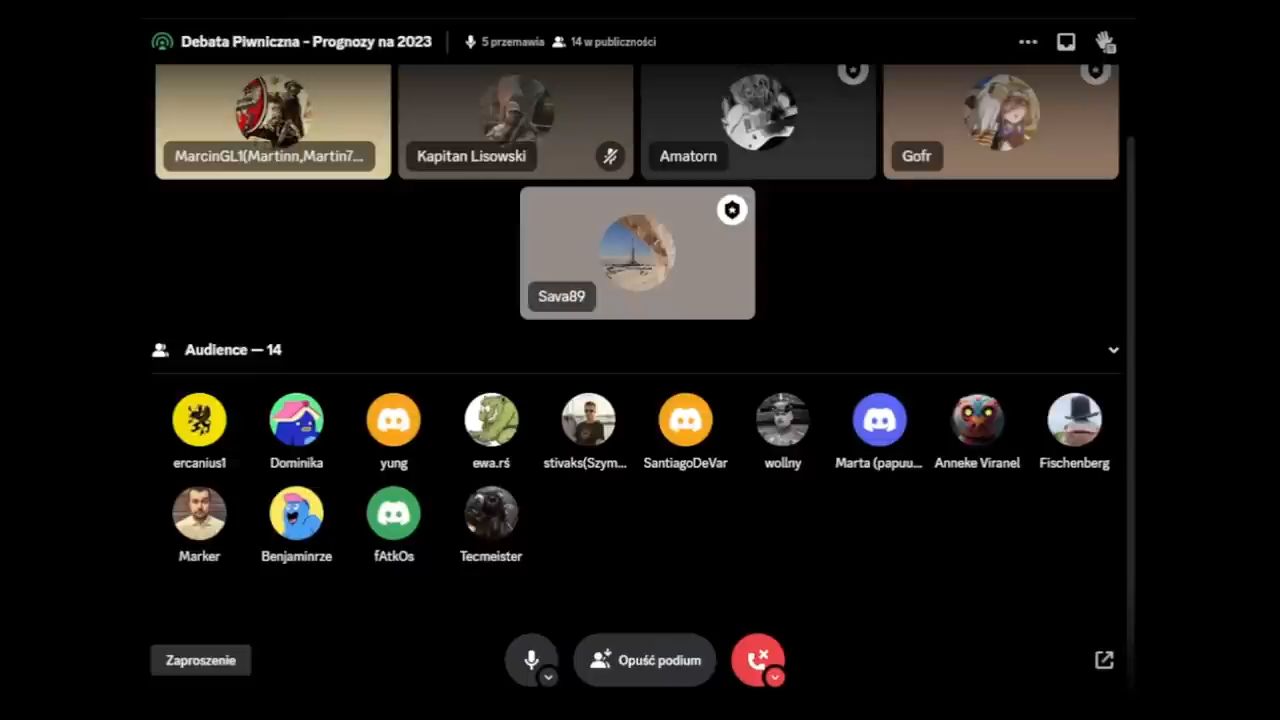 Debata Piwniczna - Prognozy na 2023 5 przemawia 14 w publiczności
MarcinGL1(Martinn,Martin7... Kapitan Lisowski Amatorn Gofr
Sava89
Audience — 14
ercanius1 Dominika yung ewa.rś stivaks(Szym... SantiagoDeVar wollny Marta (papuu... Anneke Viranel Fischenberg
Marker Benjaminrze fAtkOs Tecmeister
Zaproszenie Opuść podium